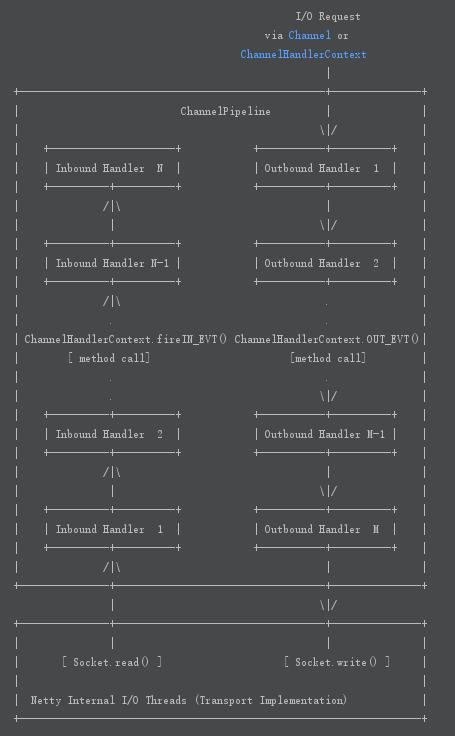 I/O Request
via Channel or
ChannelHandlerContext
ChannelPipeline
Inbound Handler N Outbound Handler 1
Inbound Handler N-1 Outbound Handler 2
ChannelHandlerContext.fireIN_EVT() ChannelHandlerContext.OUT_EVT()
[ method call] [method call]
Inbound Handler 2 Outbound Handler M-1
Inbound Handler 1 Outbound Handler M
[ Socket.read() ] [ Socket.write() ]
Netty Internal I/O Threads (Transport Implementation)